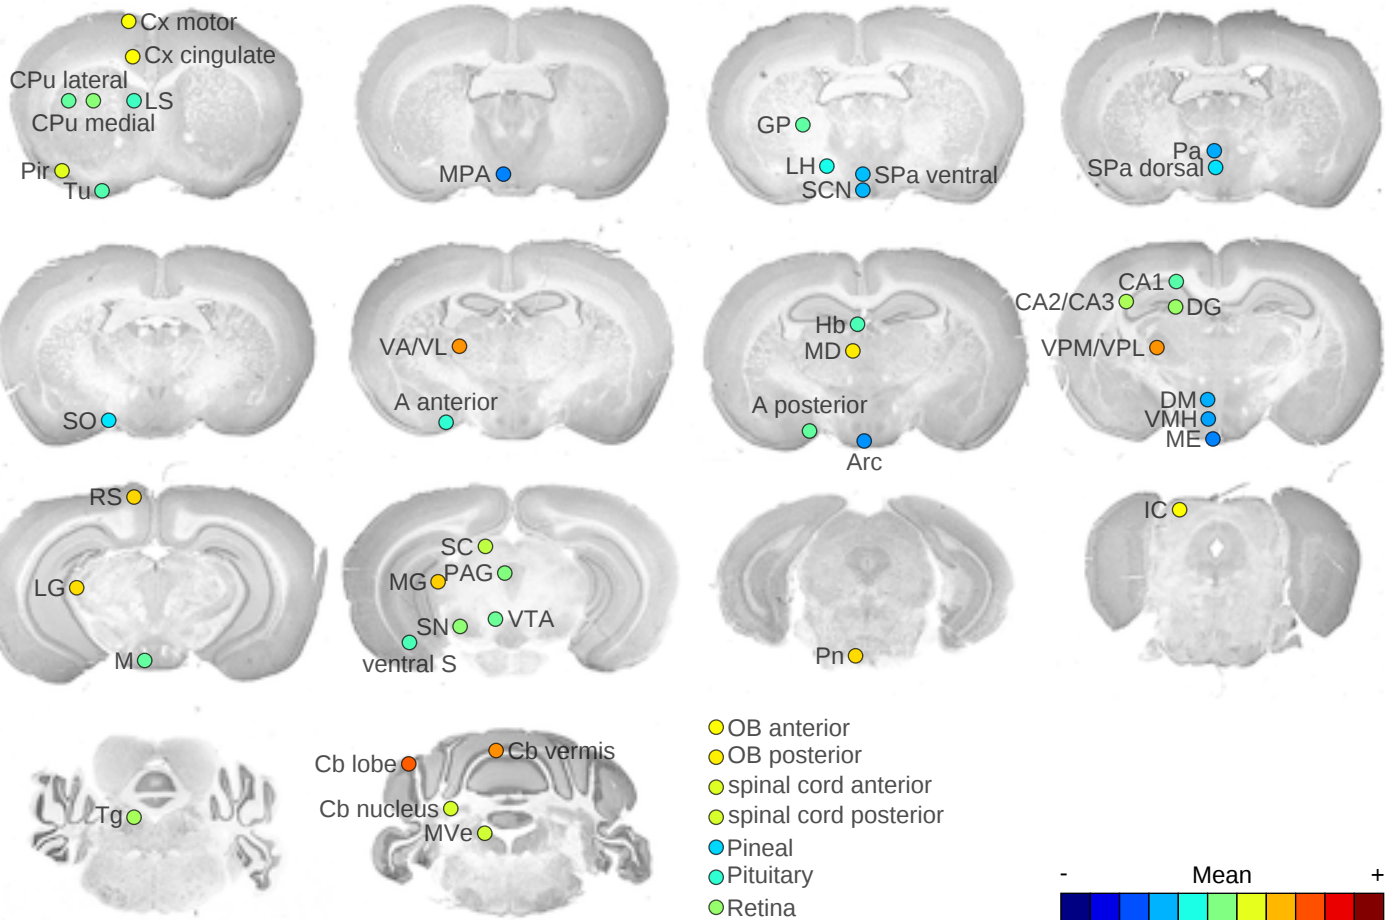 Cx motor
Cx cingulate
CPu lateral
LS
CPu medial
Pir
Tu
MPA
GP
LH
SPa ventral
SCN
Pa
SPa dorsal
SO
VA/VL
A anterior
Hb
MD
A posterior
Arc
CA1
CA2/CA3
DG
VPM/VPL
DM
VMH
ME
RS
LG
M
SC
PAG
MG
SN
VTA
ventral S
Pn
IC
Tg
Cb lobe
Cb vermis
Cb nucleus
MVe
OB anterior
OB posterior
spinal cord anterior
spinal cord posterior
Pineal
Pituitary
Retina
- Mean +